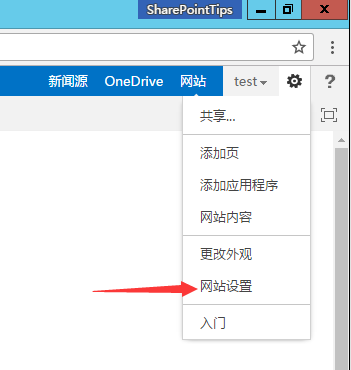 SharePointTips
新闻源 OneDrive 网站 test ?
共享...
添加页
添加应用程序
网站内容
更改外观
网站设置
入门